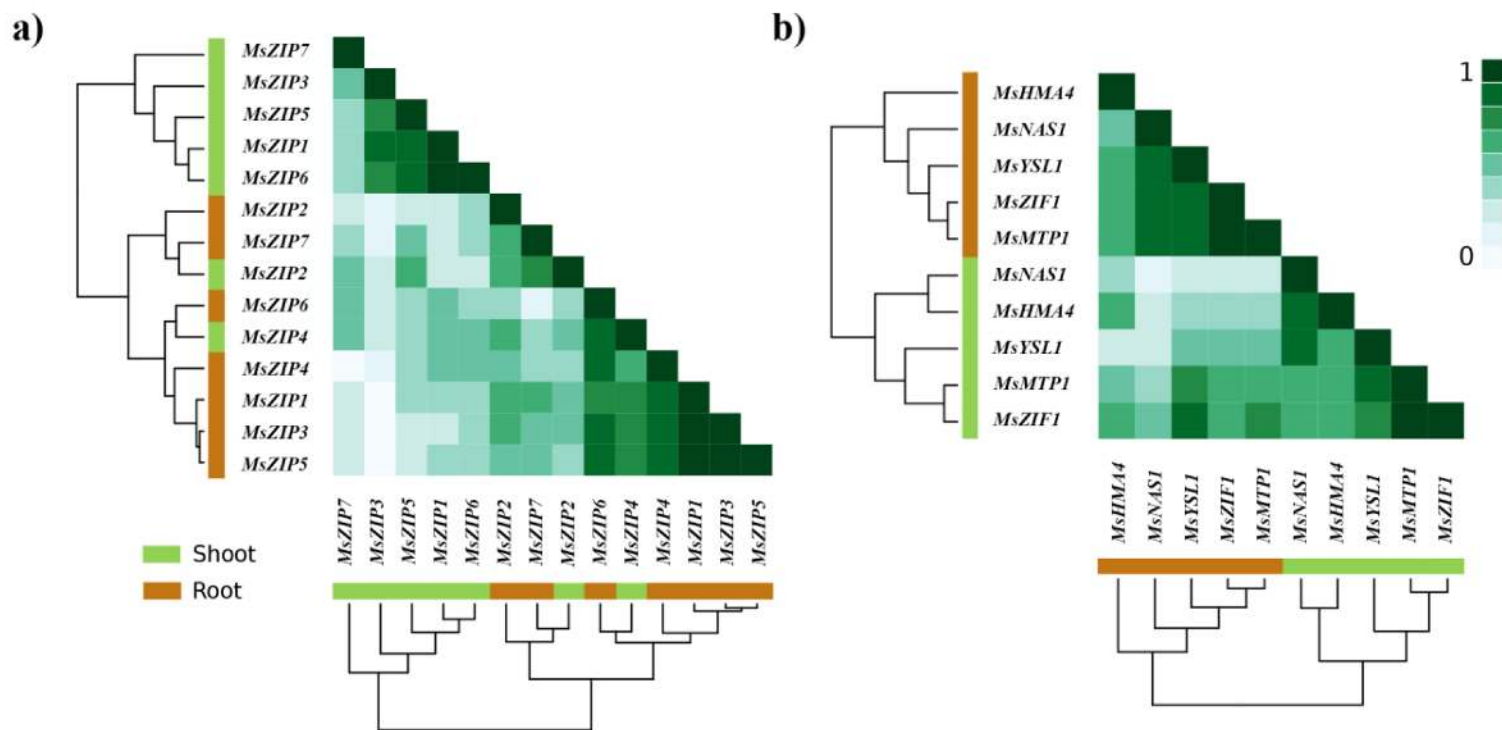 a)
MsZIP7
MsZIP3
MsZIP5
MsZIP1
MsZIP6
MsZIP2
MsZIP7
MsZIP2
MsZIP6
MsZIP4
MsZIP4
MsZIP1
MsZIP3
MsZIP5
MsZIP7 MsZIP3 MsZIP5 MsZIP1 MsZIP6 MsZIP2 MsZIP7 MsZIP2 MsZIP6 MsZIP4 MsZIP4 MsZIP1 MsZIP3 MsZIP5
Shoot
Root
b)
MsHMA4
MsNAS1
MsYSL1
MsZIF1
MsMTP1
MsNAS1
MsHMA4
MsYSL1
MsMTP1
MsZIF1
MsHMA4 MsNAS1 MsYSL1 MsZIF1 MsMTP1 MsNAS1 MsHMA4 MsYSL1 MsMTP1 MsZIF1
1
0